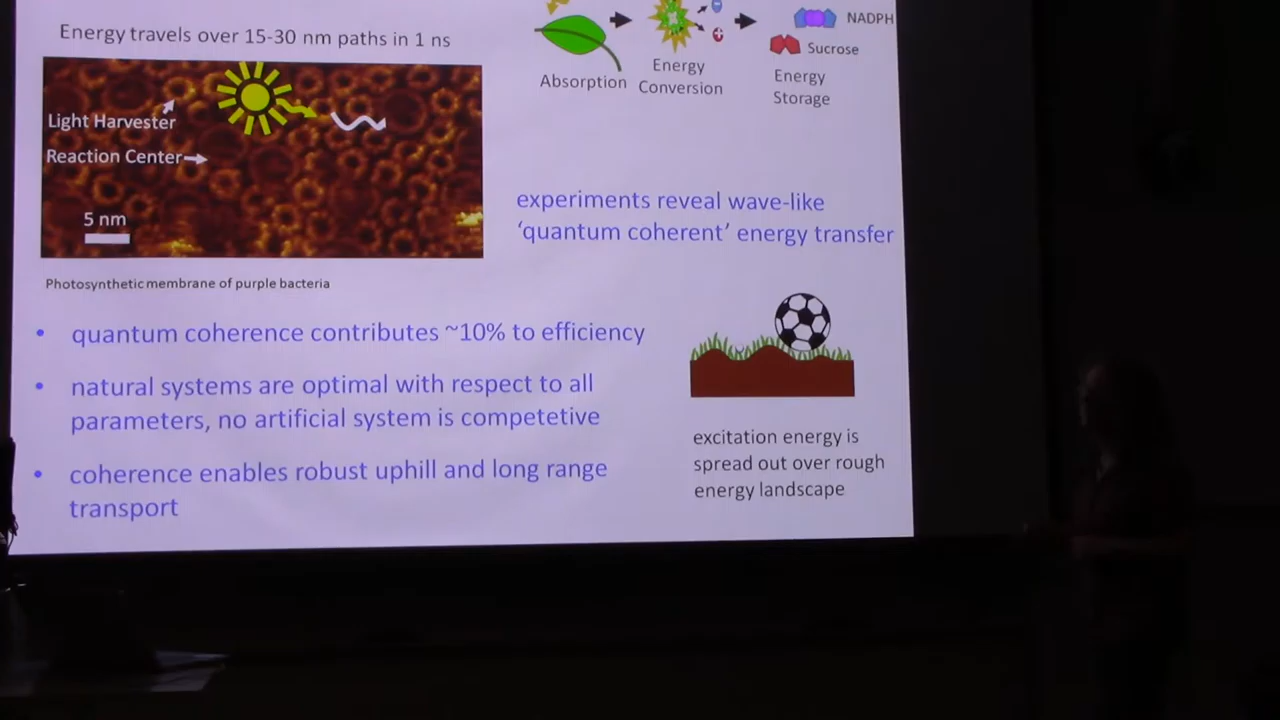 Energy travels over 15-30 nm paths in 1 ns
Light Harvester
Reaction Center
5 nm
Photosynthetic membrane of purple bacteria
Absorption
Energy
Conversion
NADPH
Sucrose
Energy
Storage
experiments reveal wave-like
‘quantum coherent’ energy transfer
• quantum coherence contributes ~10% to efficiency
• natural systems are optimal with respect to all
parameters, no artificial system is competetive
• coherence enables robust uphill and long range
transport
excitation energy is
spread out over rough
energy landscape